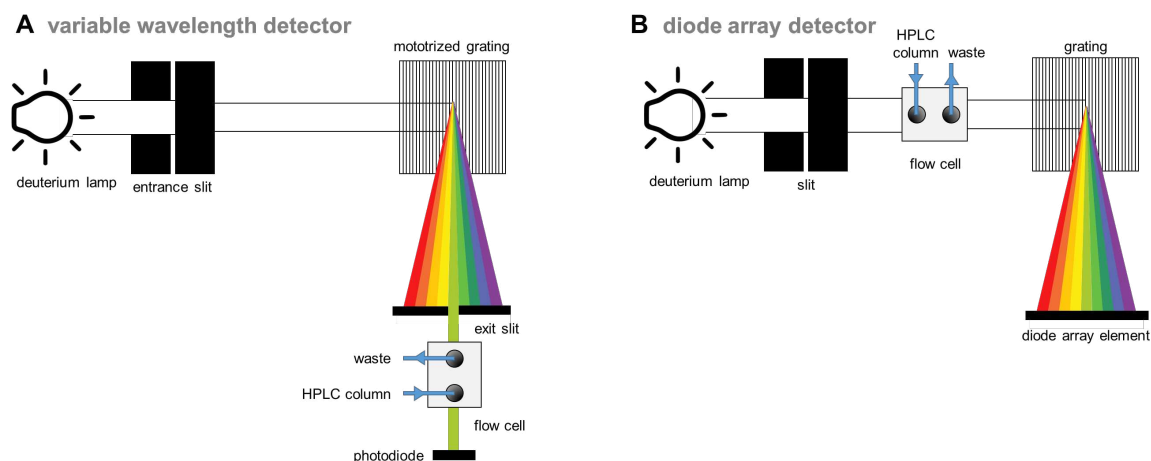 A variable wavelength detector
mototrized grating
deuterium lamp
entrance slit
exit slit
waste
HPLC column
flow cell
photodiode
B diode array detector
HPLC
column
waste
grating
flow cell
deuterium lamp
slit
diode array element